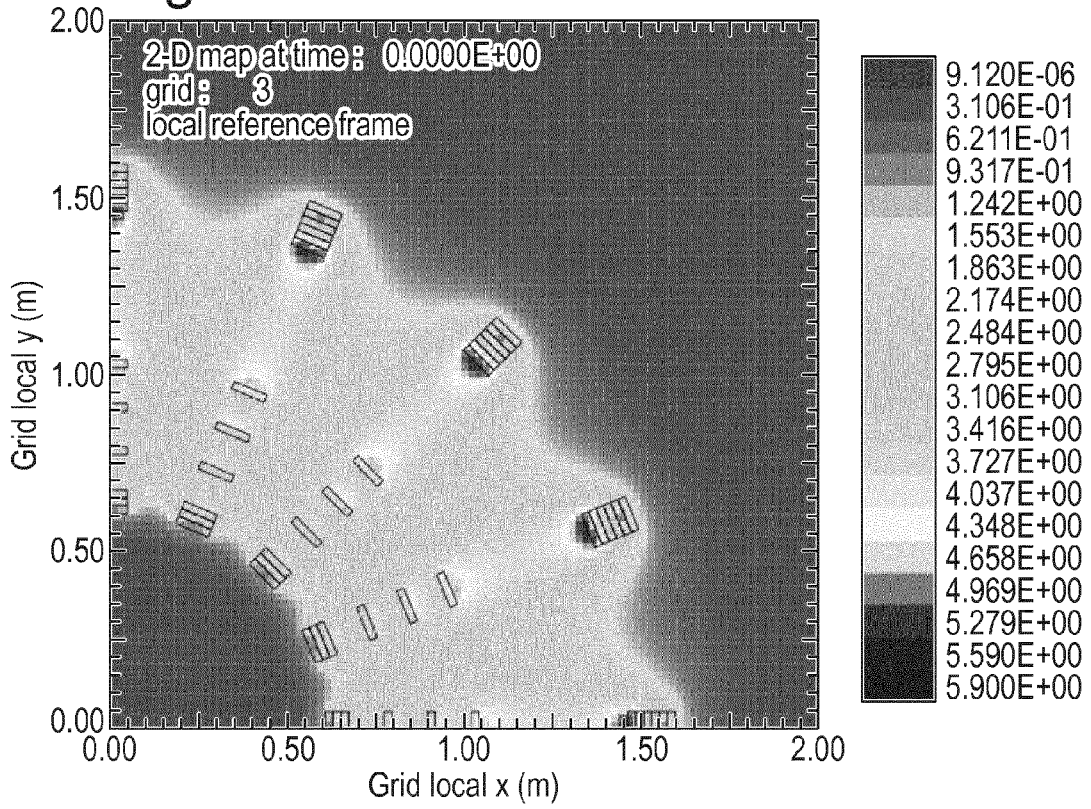 2-D map at time : 0.0000E+00
grid : 3
local reference frame
2.00
1.50
1.00
0.50
0.00
Grid local y (m)
0.00 0.50 1.00 1.50 2.00
Grid local x (m)
9.120E-06
3.106E-01
6.211E-01
9.317E-01
1.242E+00
1.553E+00
1.863E+00
2.174E+00
2.484E+00
2.795E+00
3.106E+00
3.416E+00
3.727E+00
4.037E+00
4.348E+00
4.658E+00
4.969E+00
5.279E+00
5.590E+00
5.900E+00